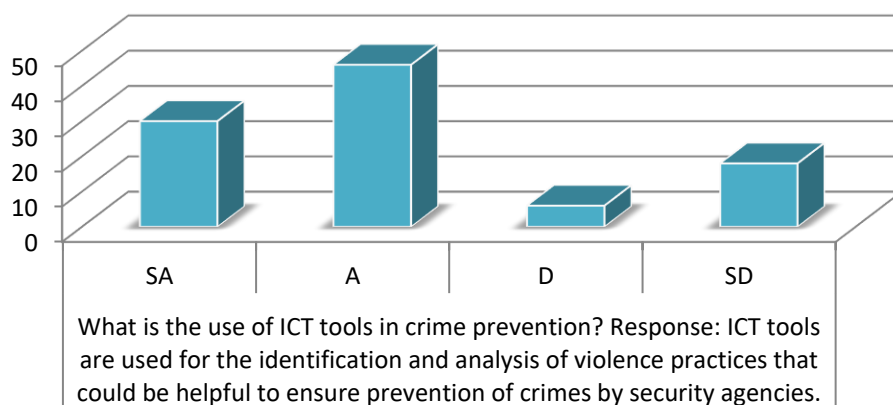 50
40
30
20
10
0
SA
A
D
SD
What is the use of ICT tools in crime prevention? Response: ICT tools
are used for the identification and analysis of violence practices that
could be helpful to ensure prevention of crimes by security agencies.